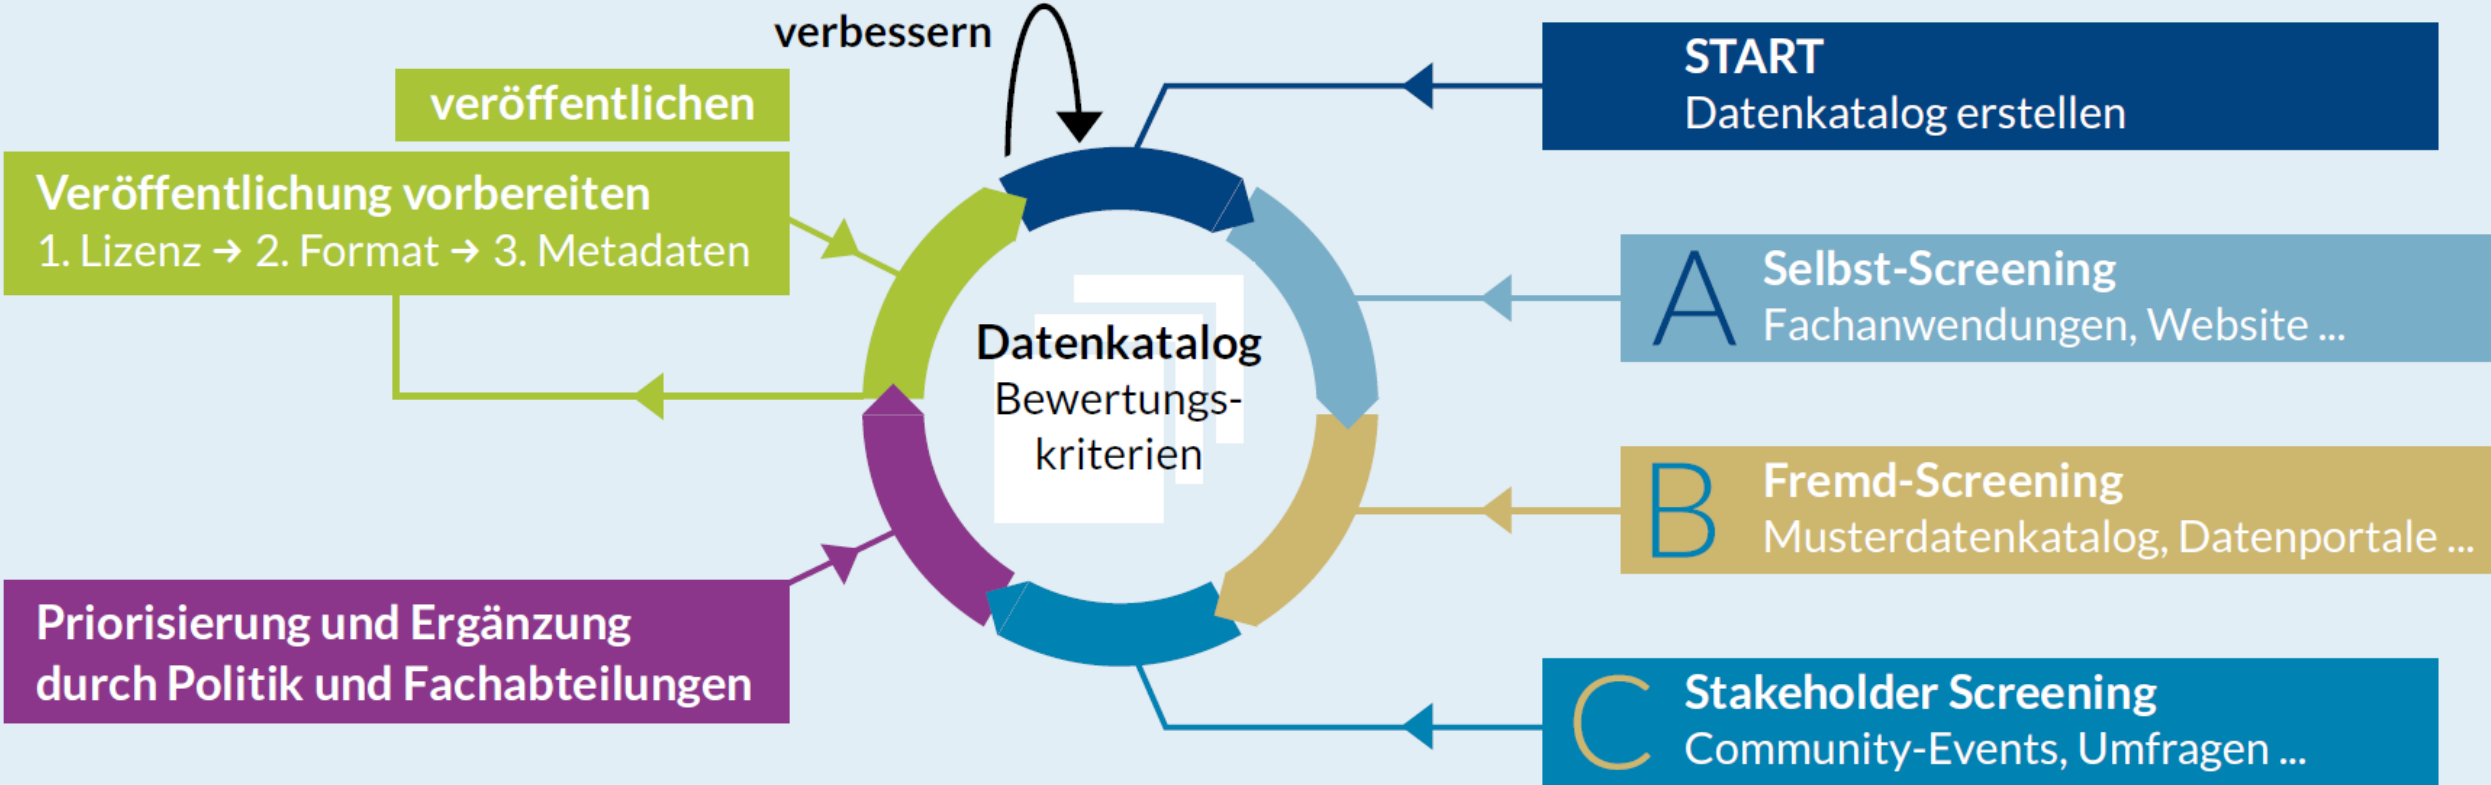 verbessern
START
Datenkatalog erstellen
A
Selbst-Screening
Fachanwendungen, Website ...
B
Fremd-Screening
Musterdatenkatalog, Datenportale ...
C
Stakeholder Screening
Community-Events, Umfragen ...
Priorisierung und Ergänzung
durch Politik und Fachabteilungen
veröffentlichen
Veröffentlichung vorbereiten
1. Lizenz → 2. Format → 3. Metadaten
Datenkatalog
Bewertungs-
kriterien